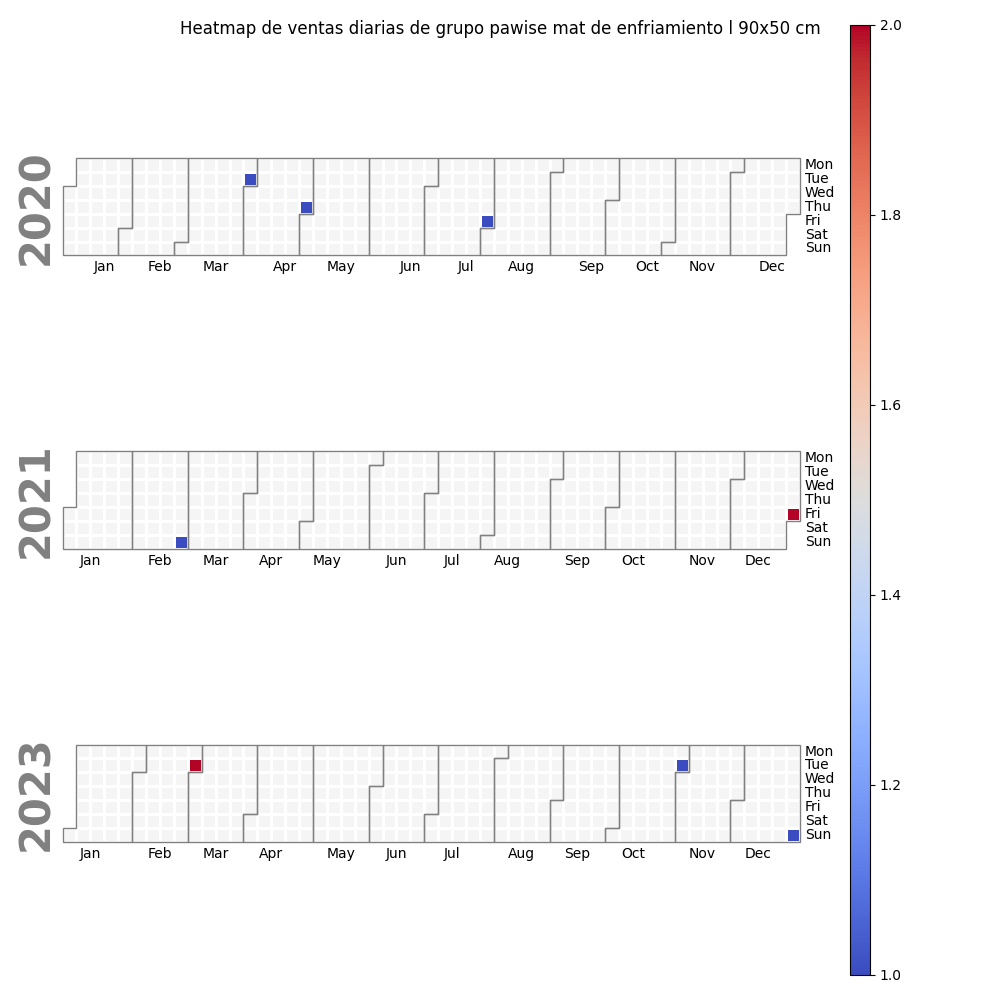 Heatmap de ventas diarias de grupo pawise mat de enfriamiento l 90x50 cm
2020
Mon
Tue
Wed
Thu
Fri
Sat
Sun
Jan Feb Mar Apr May Jun Jul Aug Sep Oct Nov Dec
2021
Mon
Tue
Wed
Thu
Fri
Sat
Sun
Jan Feb Mar Apr May Jun Jul Aug Sep Oct Nov Dec
2023
Mon
Tue
Wed
Thu
Fri
Sat
Sun
Jan Feb Mar Apr May Jun Jul Aug Sep Oct Nov Dec
2.0
1.8
1.6
1.4
1.2
1.0